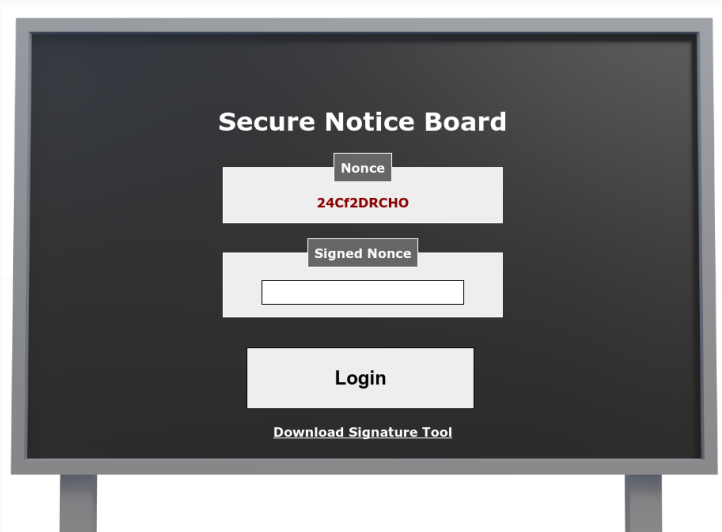 Secure Notice Board
Nonce
24Cf2DRCHO
Signed Nonce
Login
Download Signature Tool